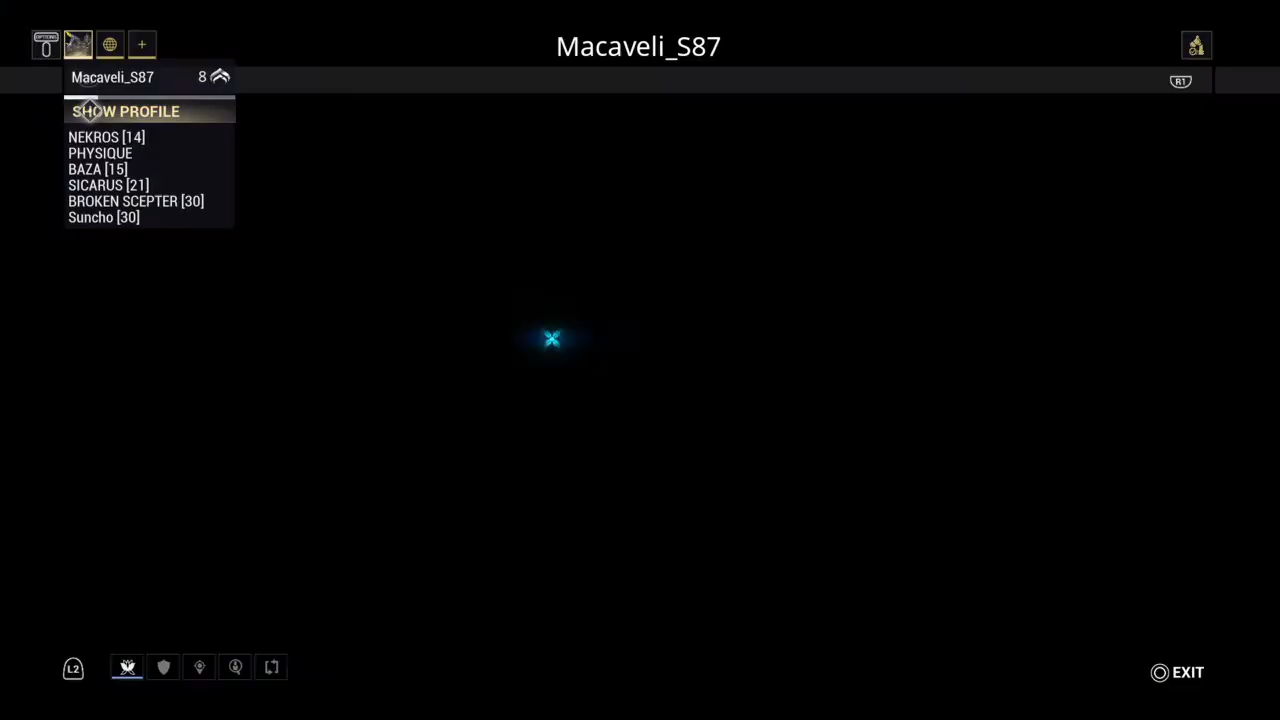 OPTIONS
Macaveli_S87
Macaveli_S87 8
R1
SHOW PROFILE
NEKROS [14]
PHYSIQUE
BAZA [15]
SICARUS [21]
BROKEN SCEPTER [30]
Suncho [30]
L2
EXIT